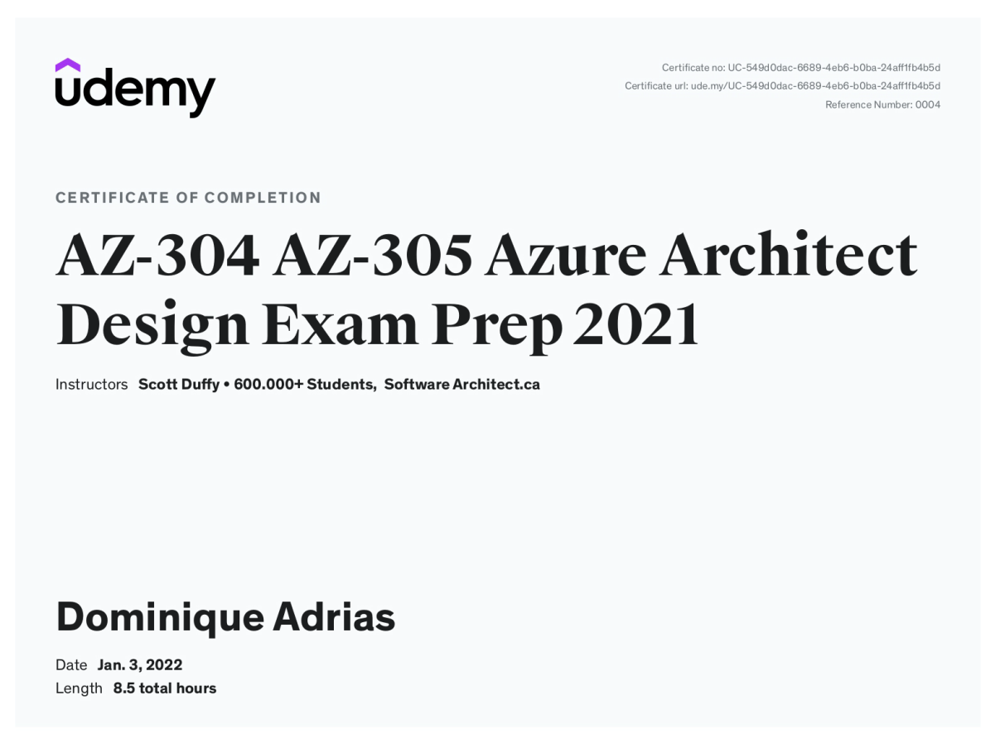 udemy
Certificate no: UC-549d0dac-6689-4eb6-b0ba-24aff1fb4b5d
Certificate url: ude.my/UC-549d0dac-6689-4eb6-b0ba-24aff1fb4b5d
Reference Number: 0004
CERTIFICATE OF COMPLETION
AZ-304 AZ-305 Azure Architect
Design Exam Prep 2021
Instructors Scott Duffy • 600.000+ Students, Software Architect.ca
Dominique Adrias
Date Jan. 3, 2022
Length 8.5 total hours